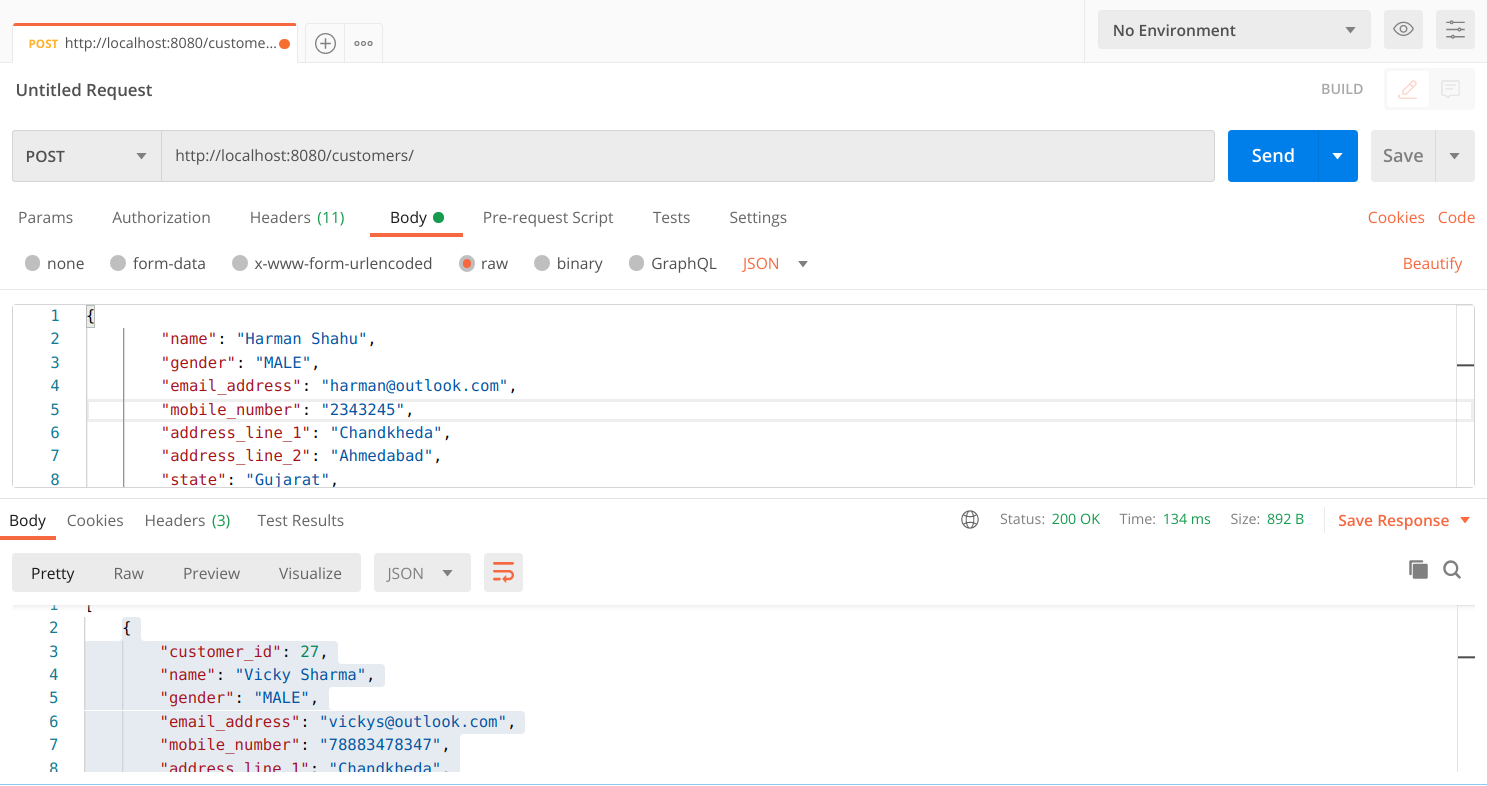 POST http://localhost:8080/custome...
No Environment
Untitled Request
BUILD
POST
http://localhost:8080/customers/
Send
Save
Params Authorization Headers (11) Body Pre-request Script Tests Settings Cookies Code
none form-data x-www-form-urlencoded raw binary GraphQL JSON Beautify
1 {
2 "name": "Harman Shahu",
3 "gender": "MALE",
4 "email_address": "harman@outlook.com",
5 "mobile_number": "2343245",
6 "address_line_1": "Chandkheda",
7 "address_line_2": "Ahmedabad",
8 "state": "Gujarat",
Body Cookies Headers (3) Test Results Status: 200 OK Time: 134 ms Size: 892 B Save Response
Pretty Raw Preview Visualize JSON
1 [
2 {
3 "customer_id": 27,
4 "name": "Vicky Sharma",
5 "gender": "MALE",
6 "email_address": "vickys@outlook.com",
7 "mobile_number": "78883478347",
8 "address_line_1": "Chandkheda",